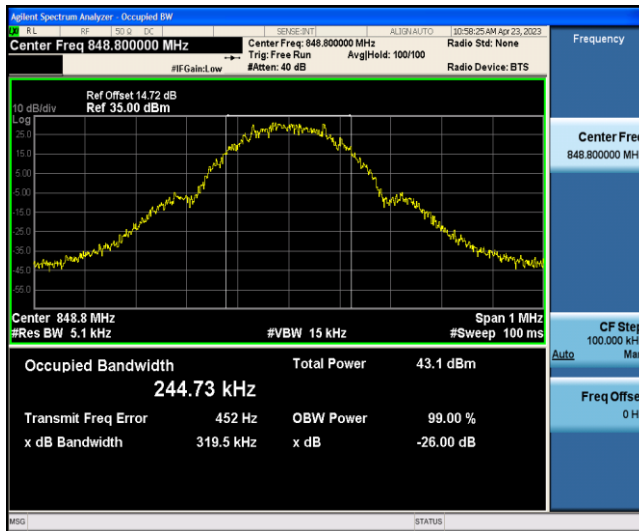 Agilent Spectrum Analyzer - Occupied BW
RL RF 50 Ω DC SENSE:INT ALIGN AUTO 10:58:25 AM Apr 23, 2023
Center Freq 848.800000 MHz Center Freq: 848.800000 MHz Radio Std: None Frequency
Trig: Free Run Avg|Hold: 100/100
#IFGain:Low #Atten: 40 dB Radio Device: BTS
Ref Offset 14.72 dB
10 dB/div Ref 35.00 dBm
Log
25.0
15.0
5.00
-5.00
-15.0
-25.0
-35.0
-45.0
-55.0
Center Fre
848.800000 MH
Center 848.8 MHz Span 1 MHz
#Res BW 5.1 kHz #VBW 15 kHz #Sweep 100 ms
CF Step
100.000 kH
Auto Ma
Occupied Bandwidth Total Power 43.1 dBm
244.73 kHz
Freq Offse
0 H
Transmit Freq Error 452 Hz OBW Power 99.00 %
x dB Bandwidth 319.5 kHz x dB -26.00 dB
MSG STATUS